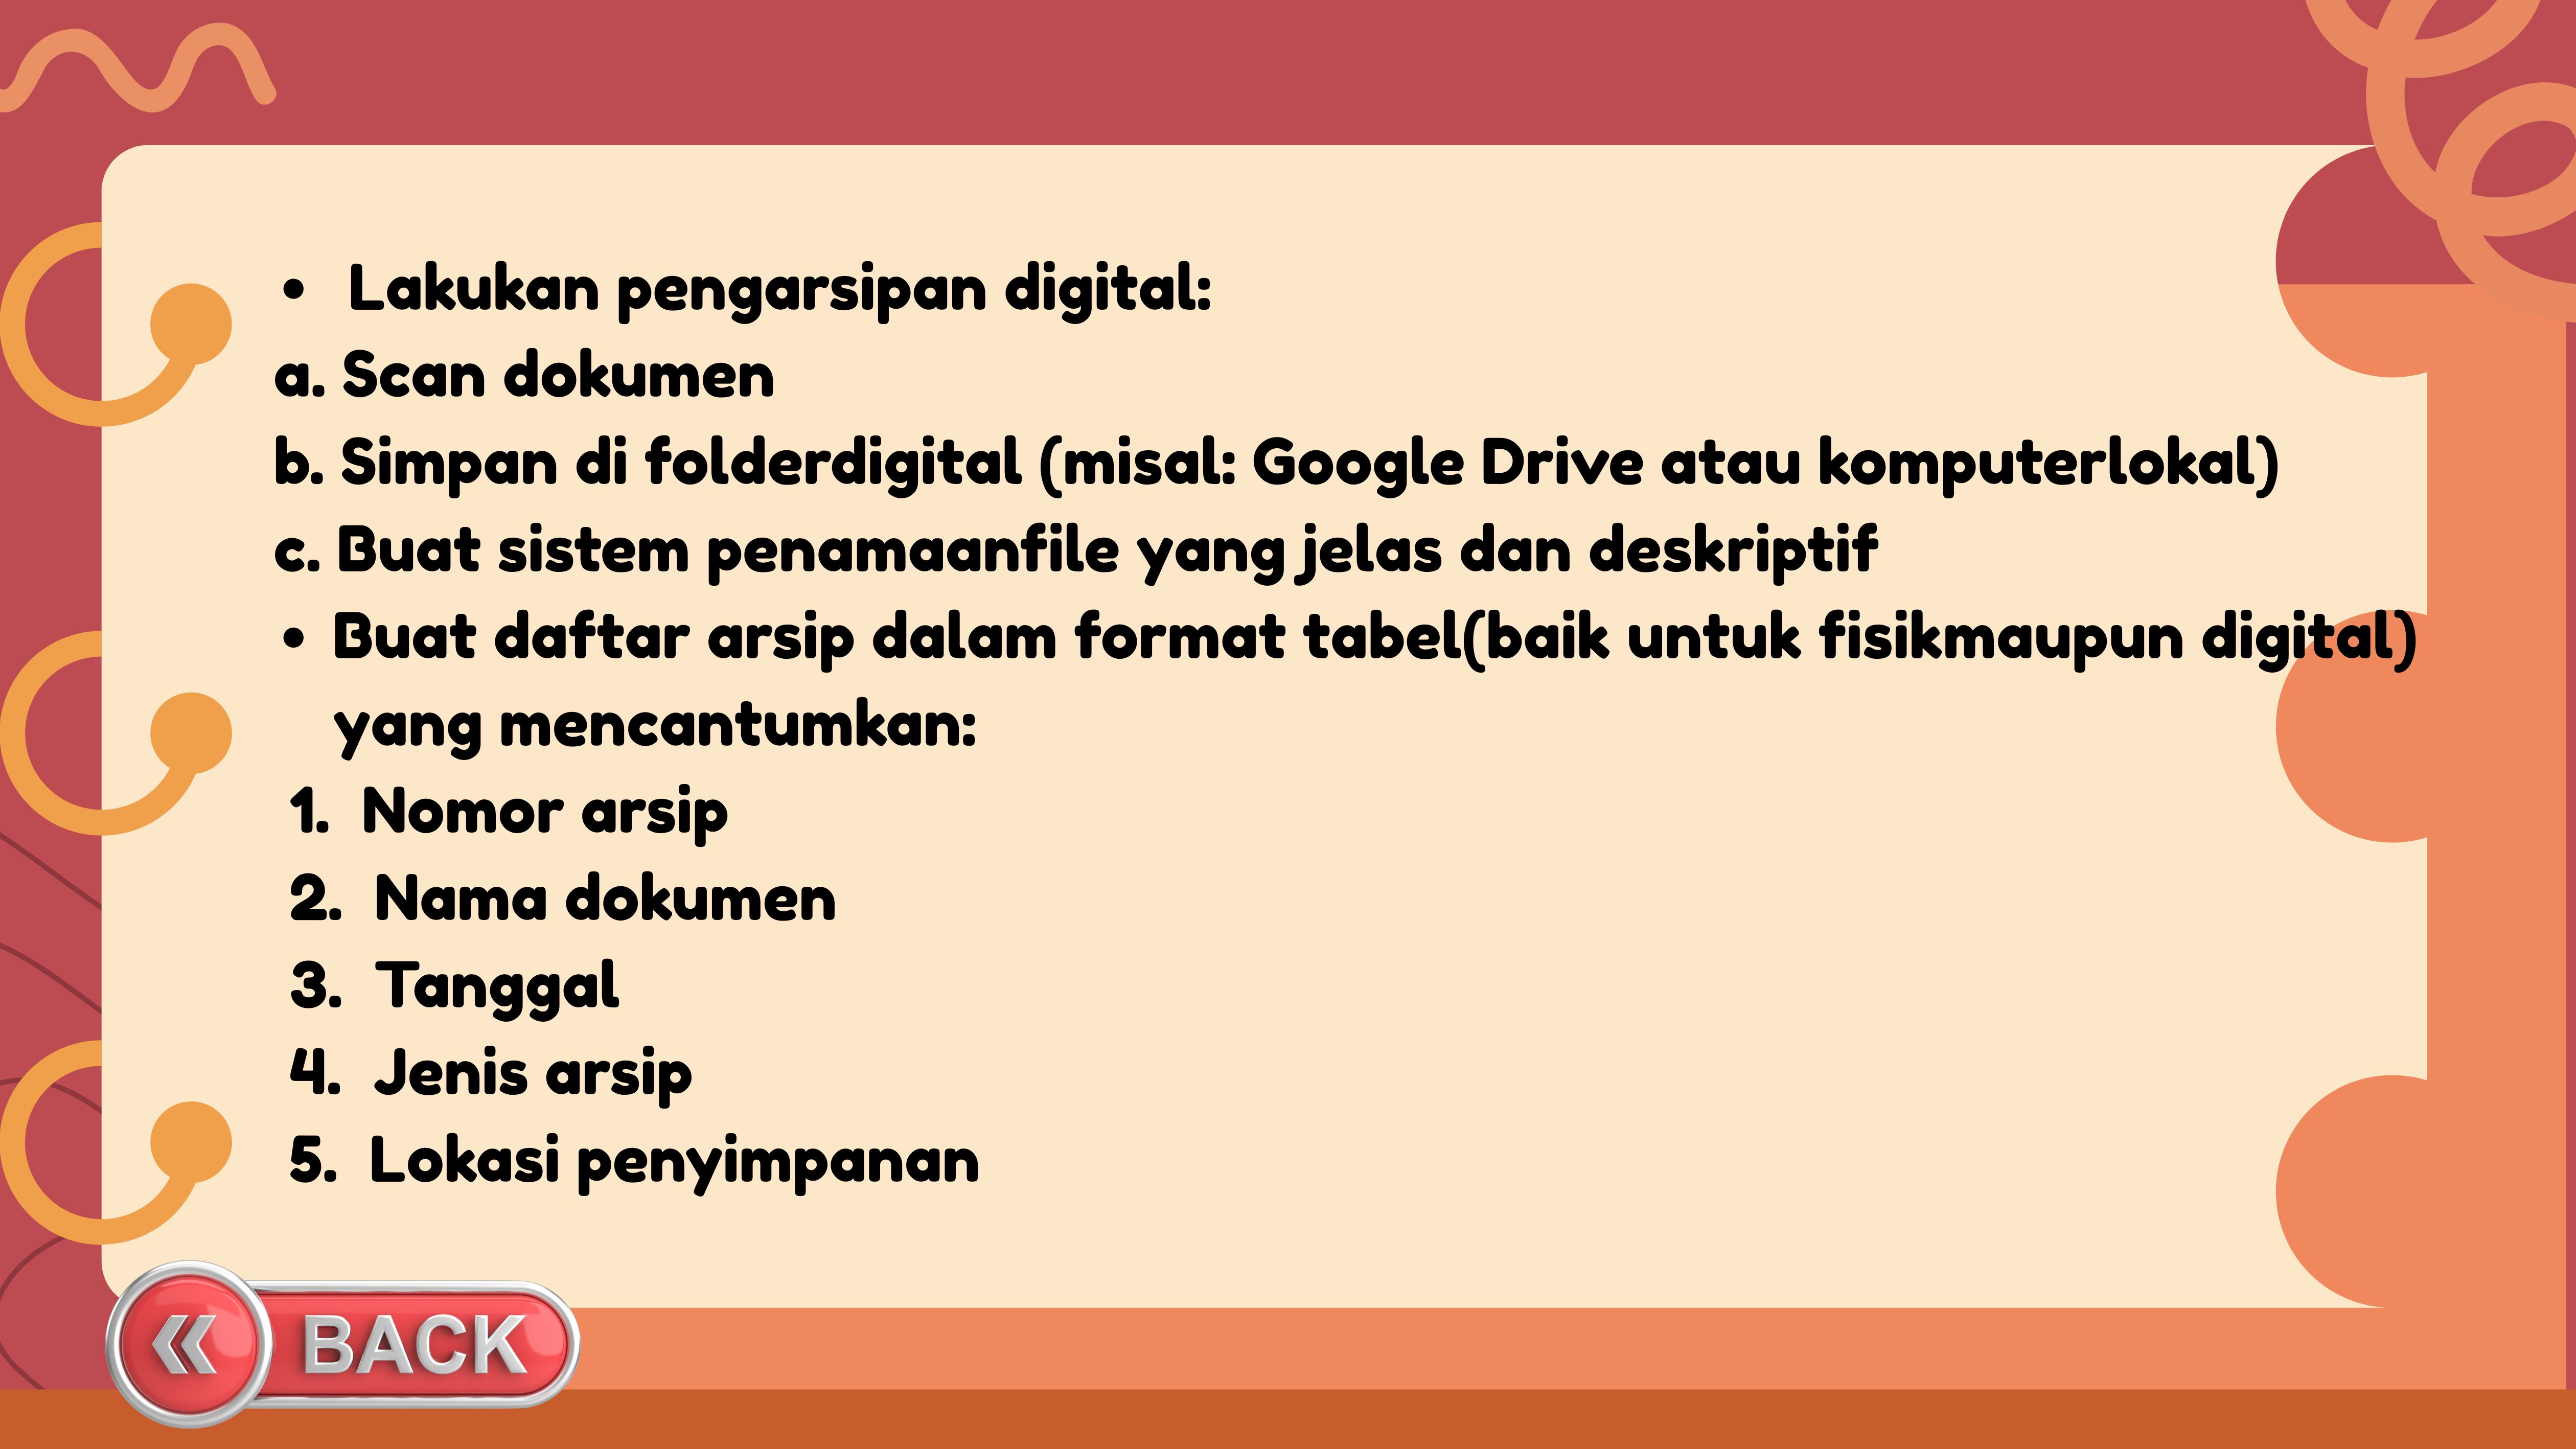 • Lakukan pengarsipan digital:
a. Scan dokumen
b. Simpan di folderdigital (misal: Google Drive atau komputerlokal)
c. Buat sistem penamaanfile yang jelas dan deskriptif
• Buat daftar arsip dalam format tabel(baik untuk fisikmaupun digital)
yang mencantumkan:
1. Nomor arsip
2. Nama dokumen
3. Tanggal
4. Jenis arsip
5. Lokasi penyimpanan
BACK